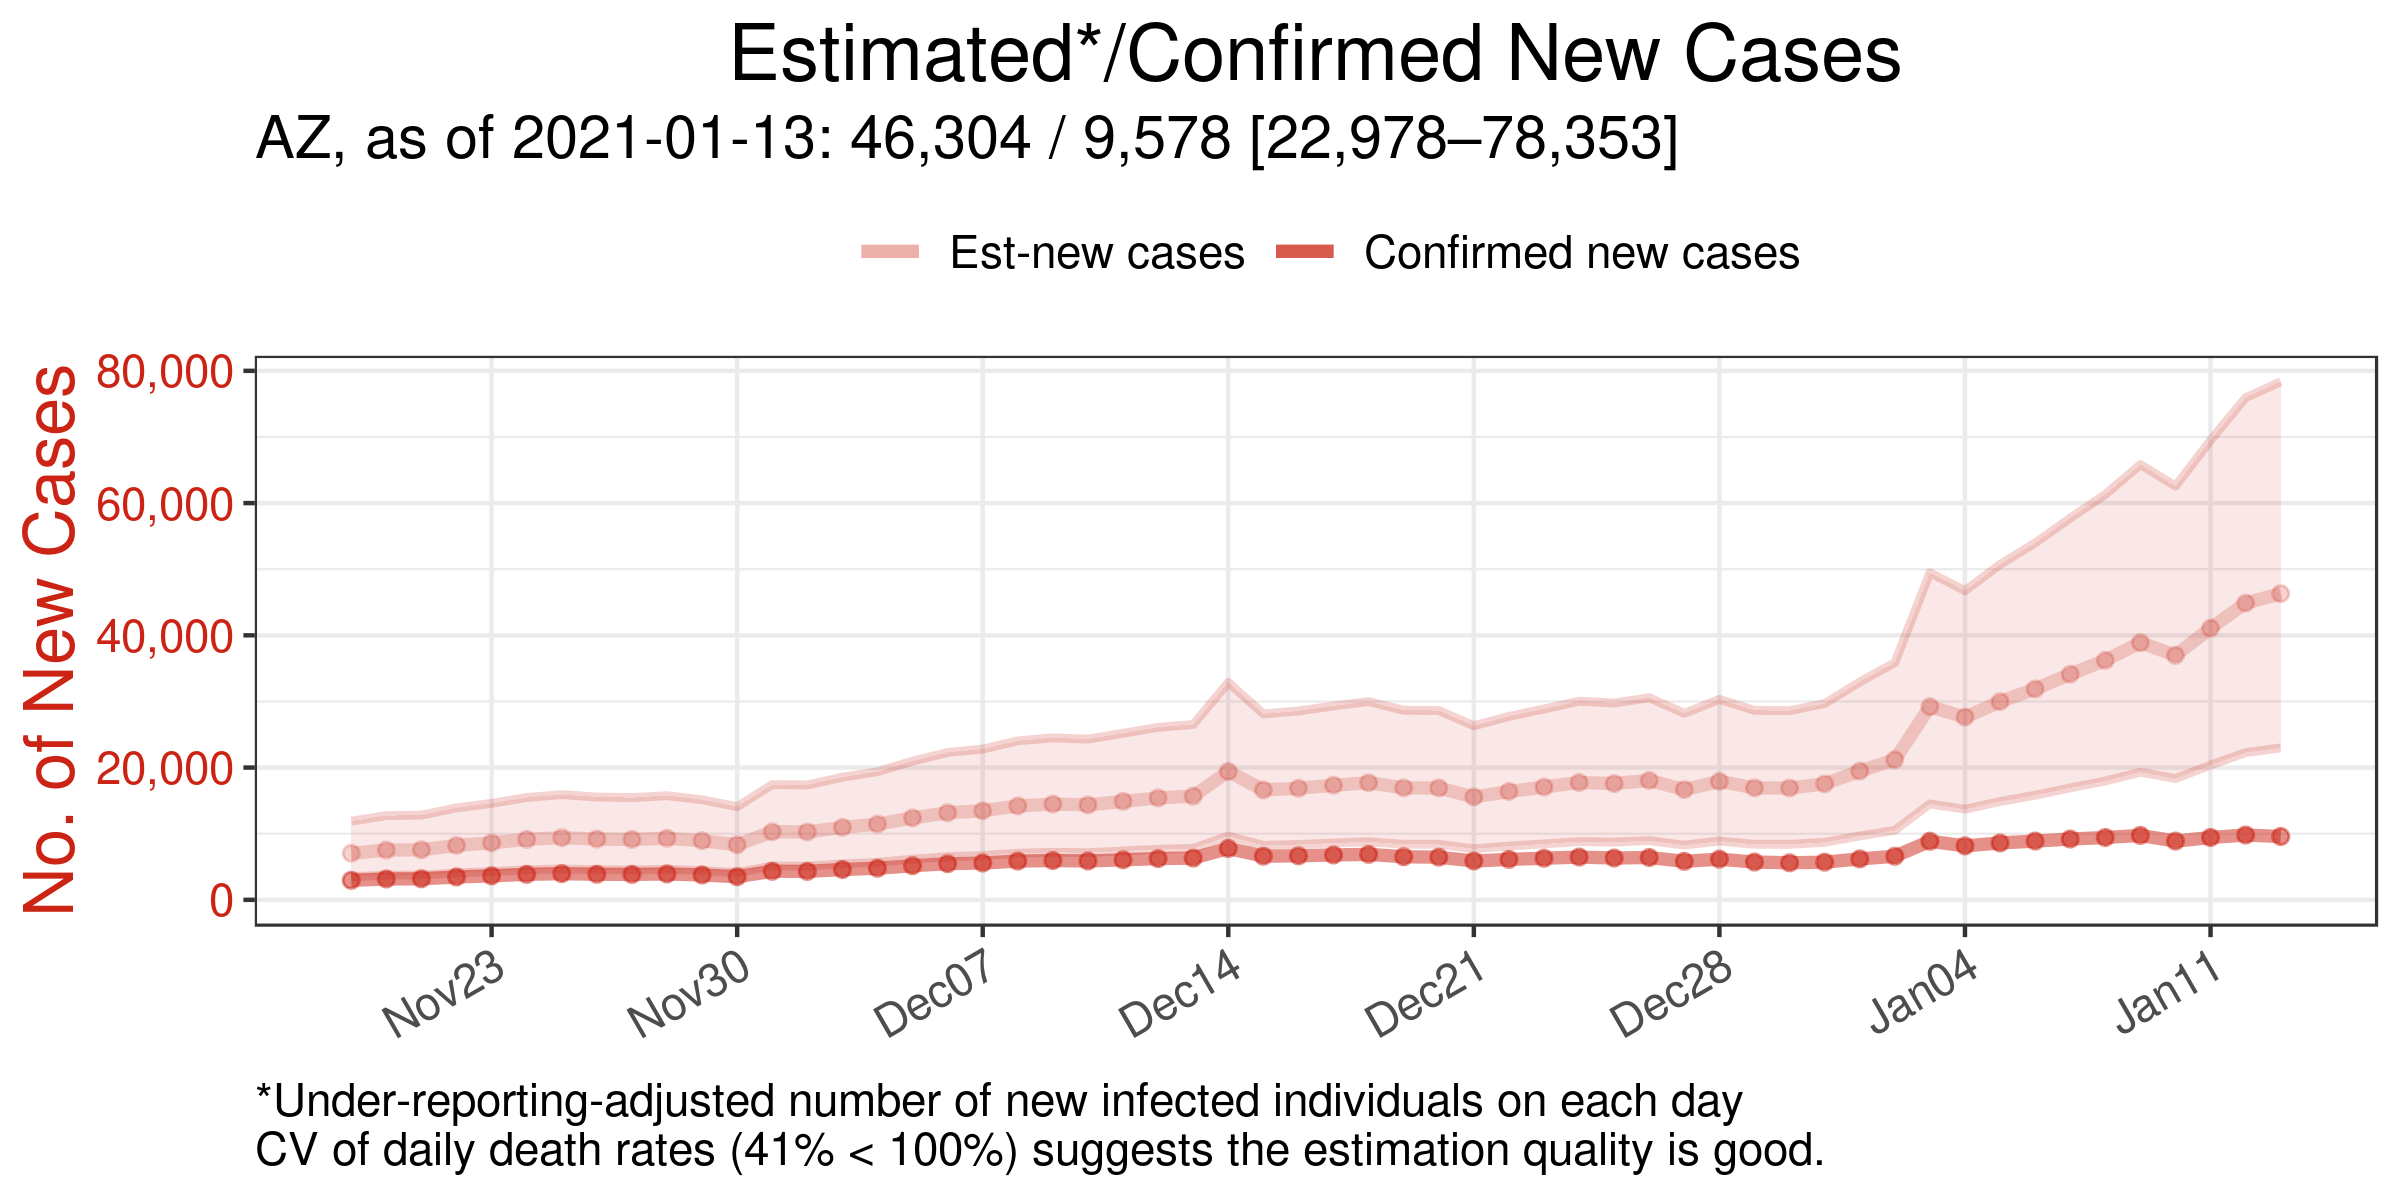 Estimated*/Confirmed New Cases
AZ, as of 2021-01-13: 46,304 / 9,578 [22,978–78,353]
Est-new cases Confirmed new cases
No. of New Cases
80,000
60,000
40,000
20,000
0
Nov23 Nov30 Dec07 Dec14 Dec21 Dec28 Jan04 Jan11
*Under-reporting-adjusted number of new infected individuals on each day
CV of daily death rates (41% < 100%) suggests the estimation quality is good.